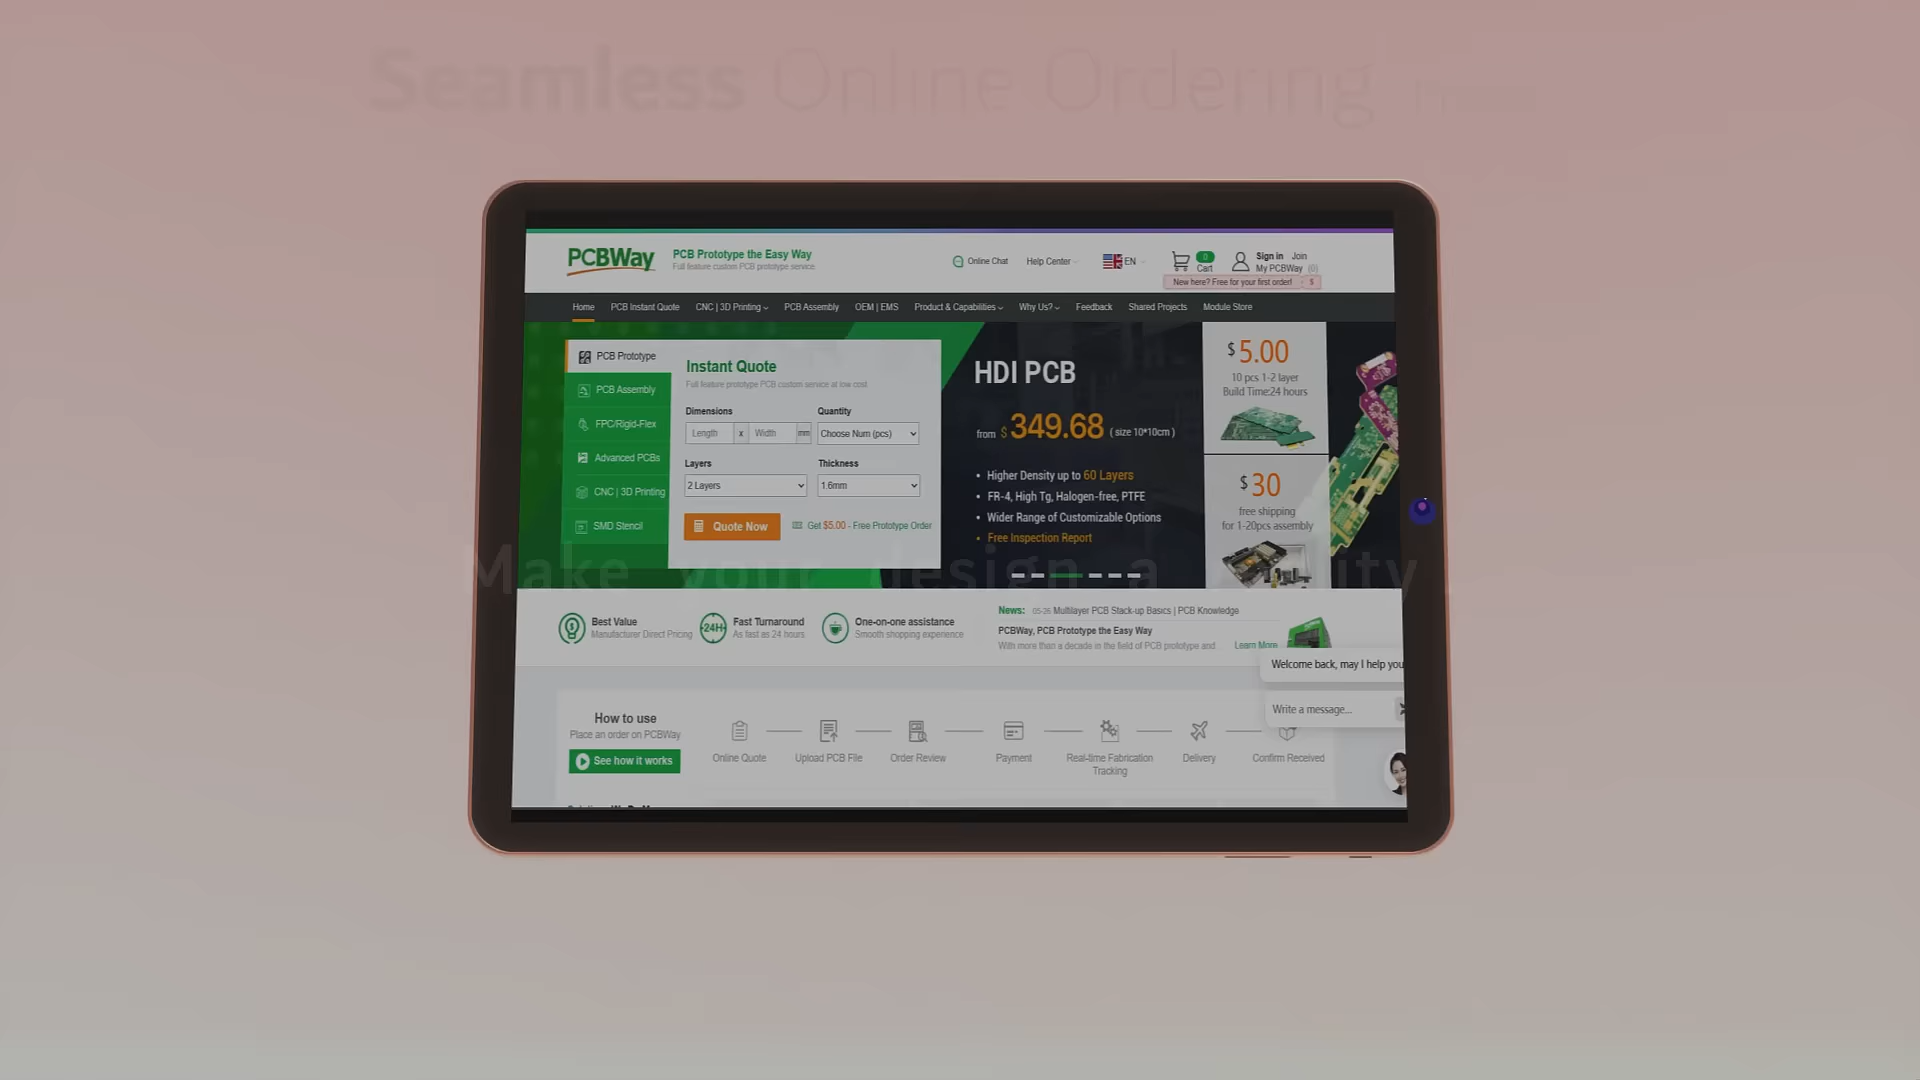 Seamless Online Ordering
PCBWay
PCB Prototype the Easy Way
Full feature custom PCB prototype service
Online Chat
Help Center
EN
0
Cart
Sign in Join
My PCBWay (0)
New here? Free for your first order! $
Home PCB Instant Quote CNC | 3D Printing PCB Assembly OEM | EMS Product & Capabilities Why Us? Feedback Shared Projects Module Store
PCB Prototype
PCB Assembly
FPC/Rigid-Flex
Advanced PCBs
CNC | 3D Printing
SMD Stencil
Instant Quote
Full feature prototype PCB custom service at low cost
Dimensions Quantity
Length x Width mm Choose Num (pcs)
Layers Thickness
2 Layers 1.6mm
Quote Now Get $5.00 - Free Prototype Order
HDI PCB
from $ 349.68 ( size 10*10cm )
• Higher Density up to 60 Layers
• FR-4, High Tg, Halogen-free, PTFE
• Wider Range of Customizable Options
• Free Inspection Report
$ 5.00
10 pcs 1-2 layer
Build Time:24 hours
$ 30
free shipping
for 1-20pcs assembly
Make your design a
Best Value
Manufacturer Direct Pricing
24H
Fast Turnaround
As fast as 24 hours
One-on-one assistance
Smooth shopping experience
News: 05-26 Multilayer PCB Stack-up Basics | PCB Knowledge
PCBWay, PCB Prototype the Easy Way
With more than a decade in the field of PCB prototype and
Learn More
Welcome back, may I help you
Write a message...
How to use
Place an order on PCBWay
See how it works
Online Quote
Upload PCB File
Order Review
Payment
Real-time Fabrication
Tracking
Delivery
Confirm Received